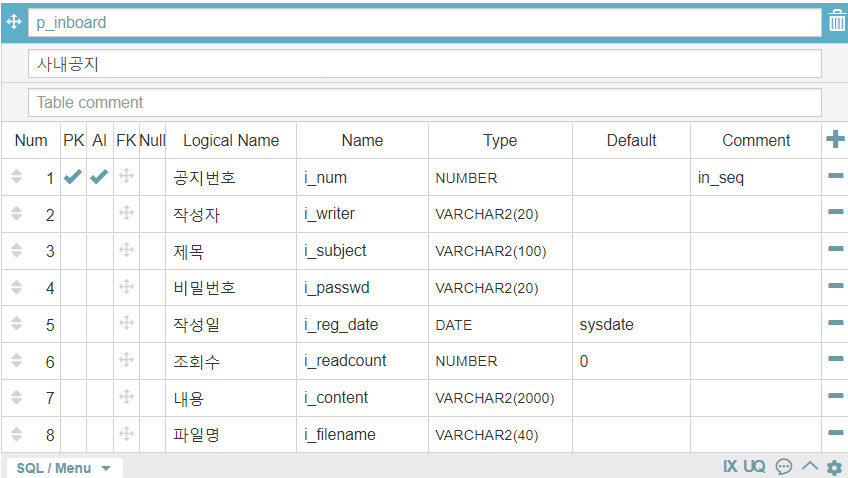 p_inboard
사내공지
Table comment
Num PK AI FK Null Logical Name Name Type Default Comment
1 공지번호 i_num NUMBER in_seq
2 작성자 i_writer VARCHAR2(20)
3 제목 i_subject VARCHAR2(100)
4 비밀번호 i_passwd VARCHAR2(20)
5 작성일 i_reg_date DATE sysdate
6 조회수 i_readcount NUMBER 0
7 내용 i_content VARCHAR2(2000)
8 파일명 i_filename VARCHAR2(40)
SQL / Menu IX UQ